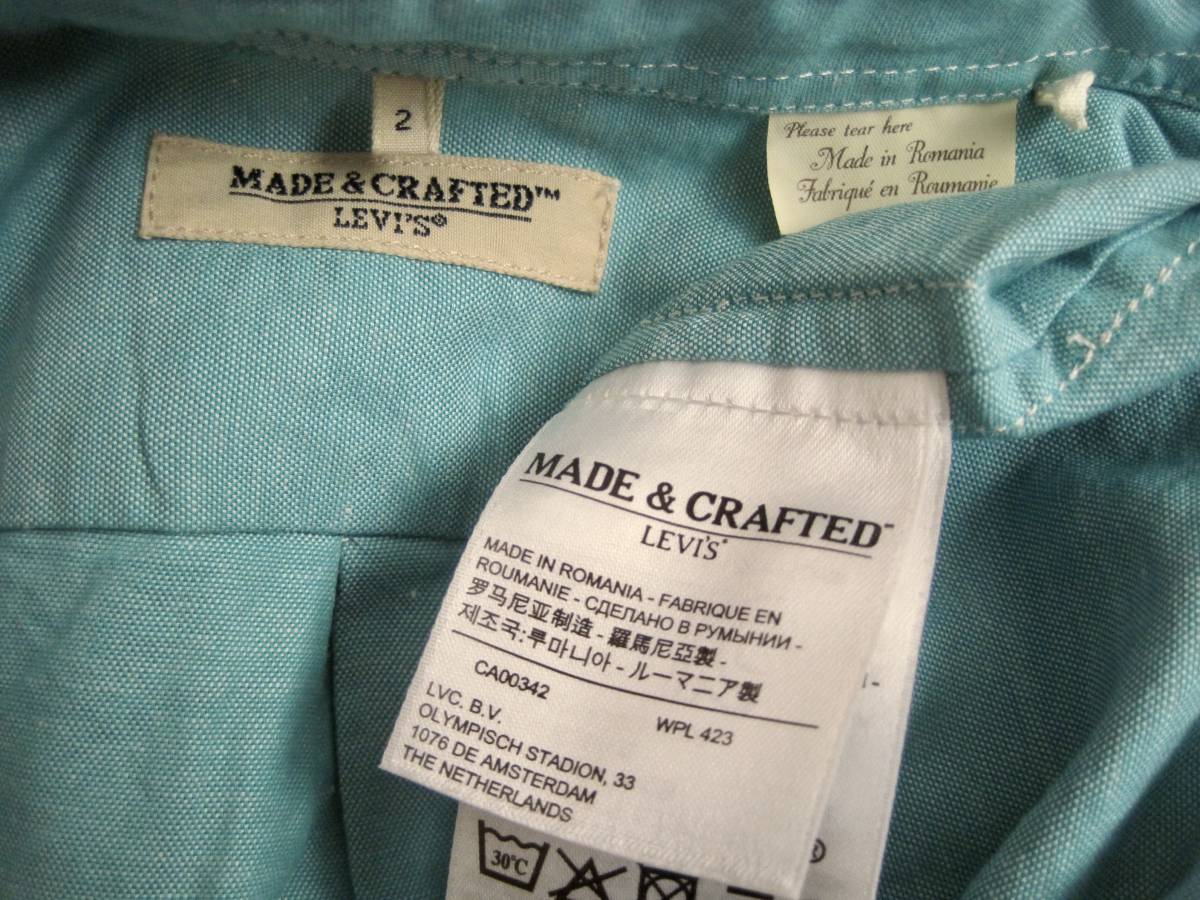 2
MADE & CRAFTED™
LEVI'S®
Please tear here
Made in Romania
Fabriqué en Roumanie
MADE & CRAFTED™
LEVI'S®
MADE IN ROMANIA - FABRIQUE EN
ROUMANIE - СДЕЛАНО В РУМЫНИИ -
罗马尼亚制造 - 羅馬尼亞製 -
제조국:루마니아 - ルーマニア製
CA00342
WPL 423
LVC. B.V.
OLYMPISCH STADION, 33
1076 DE AMSTERDAM
THE NETHERLANDS
30°C